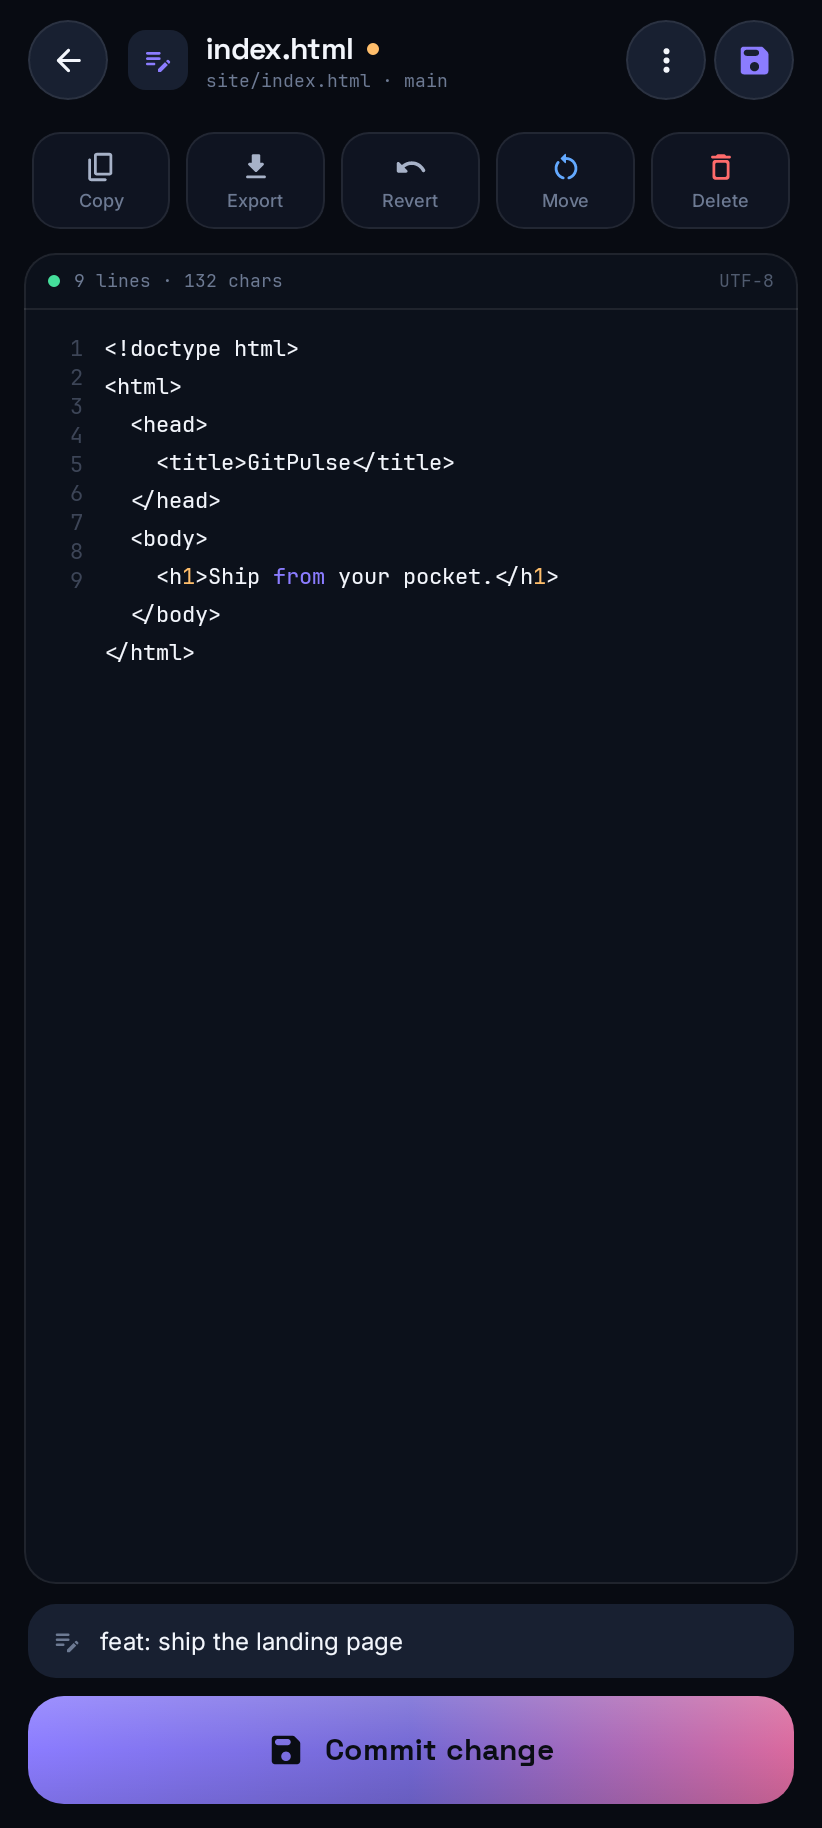 index.html
site/index.html · main
Copy
Export
Revert
Move
Delete
9 lines · 132 chars
UTF-8
1 <!doctype html>
2 <html>
3   <head>
4     <title>GitPulse</title>
5   </head>
6   <body>
7     <h1>Ship from your pocket.</h1>
8   </body>
9 </html>
feat: ship the landing page
Commit change